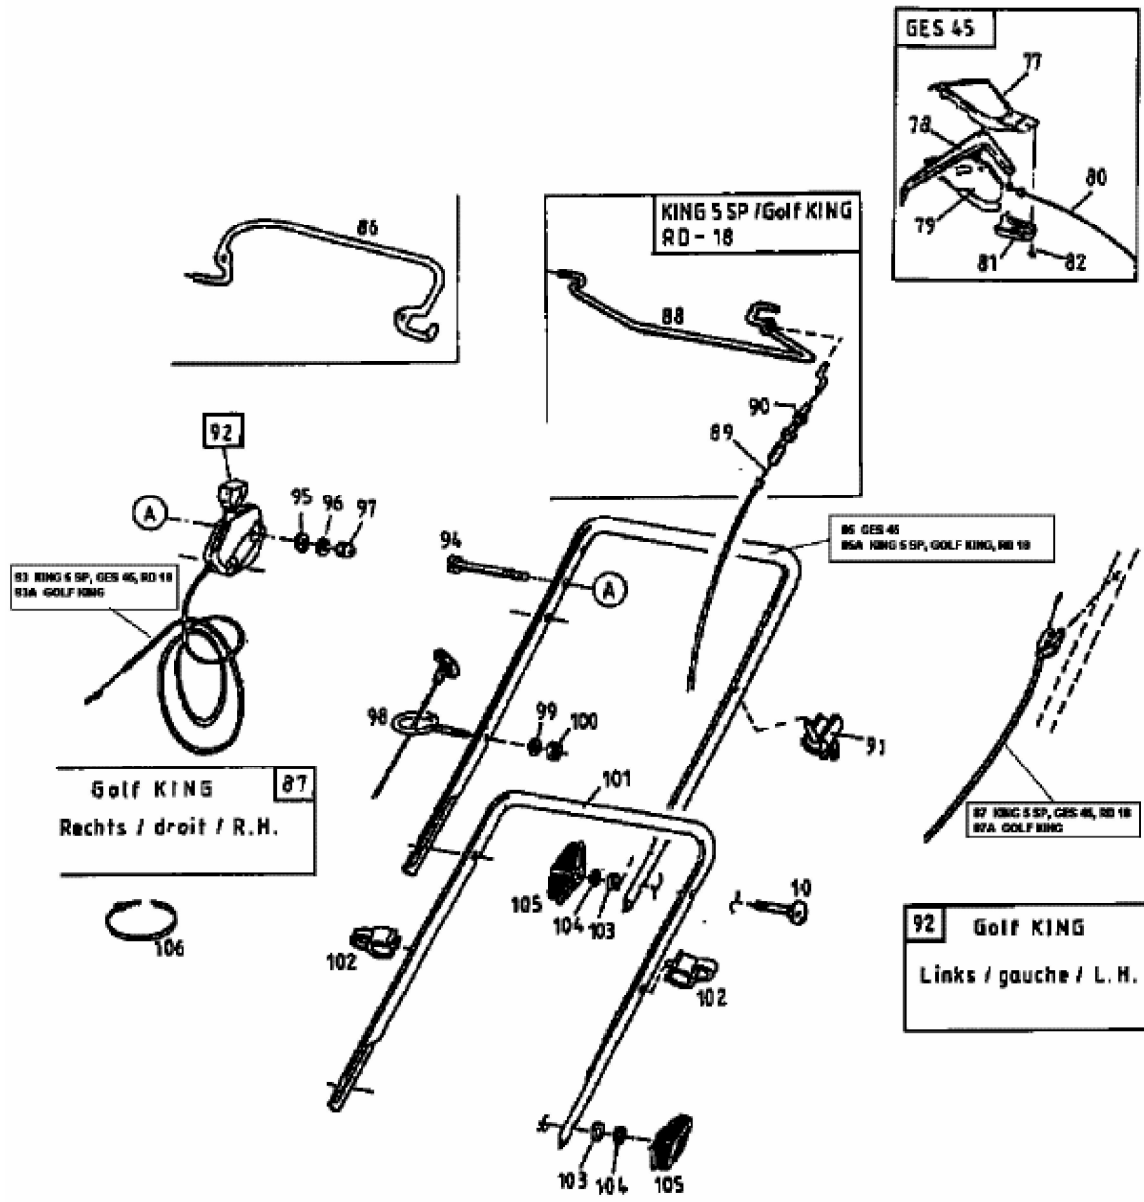 GES 45
77
78
80
79
81
82
86
KING 5 SP /Golf KING
RD - 18
88
90
89
92
A
95
96
97
94
A
85 GES 45
85A KING 5 SP, GOLF KING, RD 18
93 KING 5 SP, GES 45, RD 18
93A GOLF KING
98
99
100
91
101
Golf KING
87
Rechts / droit / R.H.
87 KING 5 SP, GES 45, RD 18
87A GOLF KING
105
104
103
10
106
102
102
92
Golf KING
Links / gauche / L.H.
103
104
105